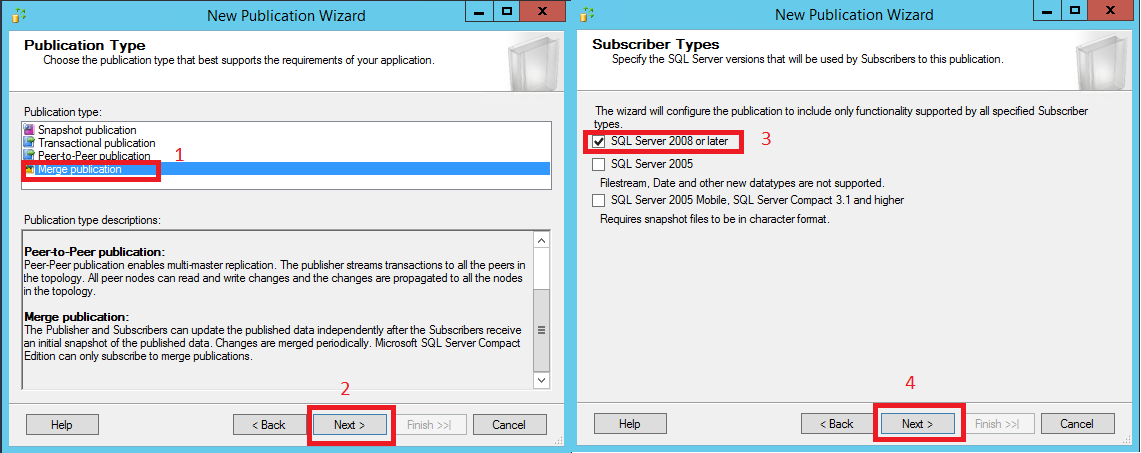 New Publication Wizard
Publication Type
Choose the publication type that best supports the requirements of your application.
Publication type:
Snapshot publication
Transactional publication
Peer-to-Peer publication
1
Merge publication
Publication type descriptions:
Peer-to-Peer publication:
Peer-Peer publication enables multi-master replication. The publisher streams transactions to all the peers in
the topology. All peer nodes can read and write changes and the changes are propagated to all the nodes
in the topology.
Merge publication:
The Publisher and Subscribers can update the published data independently after the Subscribers receive
an initial snapshot of the published data. Changes are merged periodically. Microsoft SQL Server Compact
Edition can only subscribe to merge publications.
2
Help
< Back
Next >
Finish >>|
Cancel
New Publication Wizard
Subscriber Types
Specify the SQL Server versions that will be used by Subscribers to this publication.
The wizard will configure the publication to include only functionality supported by all specified Subscriber
types.
SQL Server 2008 or later
3
SQL Server 2005
Filestream, Date and other new datatypes are not supported.
SQL Server 2005 Mobile, SQL Server Compact 3.1 and higher
Requires snapshot files to be in character format.
4
Help
< Back
Next >
Finish >>|
Cancel